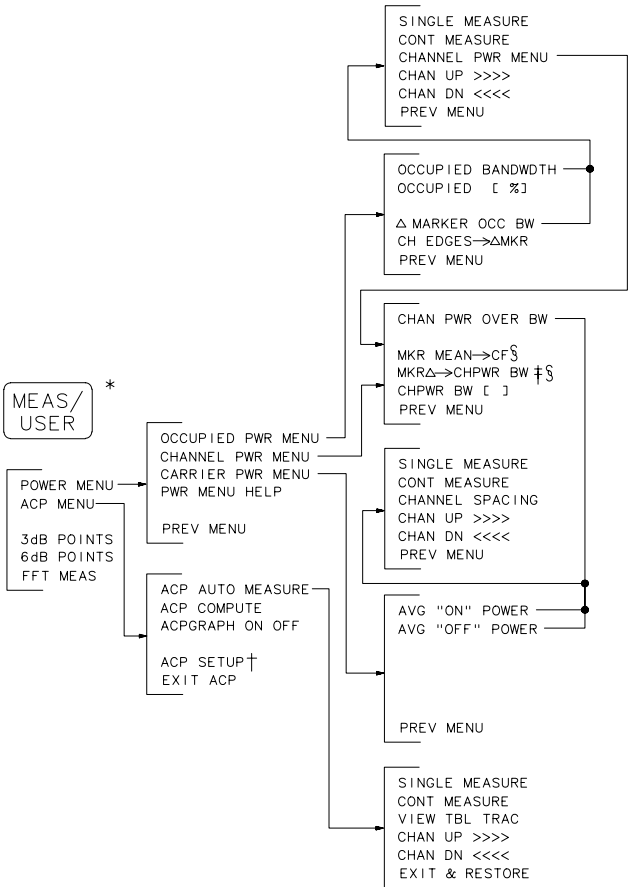 SINGLE MEASURE
CONT MEASURE
CHANNEL PWR MENU
CHAN UP >>>>
CHAN DN <<<<
PREV MENU
OCCUPIED BANDWDTH
OCCUPIED [ %]
△ MARKER OCC BW
CH EDGES→△MKR
PREV MENU
CHAN PWR OVER BW
MKR MEAN→CF§
MKR△→CHPWR BW ‡§
CHPWR BW [ ]
PREV MENU
MEAS/
USER *
POWER MENU
ACP MENU
3dB POINTS
6dB POINTS
FFT MEAS
OCCUPIED PWR MENU
CHANNEL PWR MENU
CARRIER PWR MENU
PWR MENU HELP
PREV MENU
SINGLE MEASURE
CONT MEASURE
CHANNEL SPACING
CHAN UP >>>>
CHAN DN <<<<
PREV MENU
ACP AUTO MEASURE
ACP COMPUTE
ACPGRAPH ON OFF
ACP SETUP†
EXIT ACP
AVG "ON" POWER
AVG "OFF" POWER
PREV MENU
SINGLE MEASURE
CONT MEASURE
VIEW TBL TRAC
CHAN UP >>>>
CHAN DN <<<<
EXIT & RESTORE